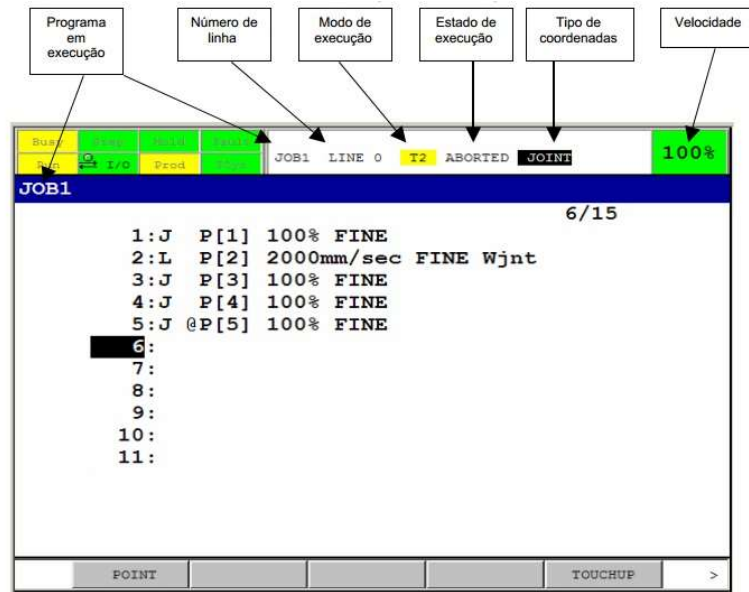 Programa em execução
Número de linha
Modo de execução
Estado de execução
Tipo de coordenadas
Velocidade
Busy Step Hold Fault
Run I/O Prod
JOB1 LINE 0 T2 ABORTED JOINT
100%
JOB1
6/15
1:J P[1] 100% FINE
2:L P[2] 2000mm/sec FINE Wjnt
3:J P[3] 100% FINE
4:J P[4] 100% FINE
5:J @P[5] 100% FINE
6:
7:
8:
9:
10:
11:
POINT TOUCHUP >